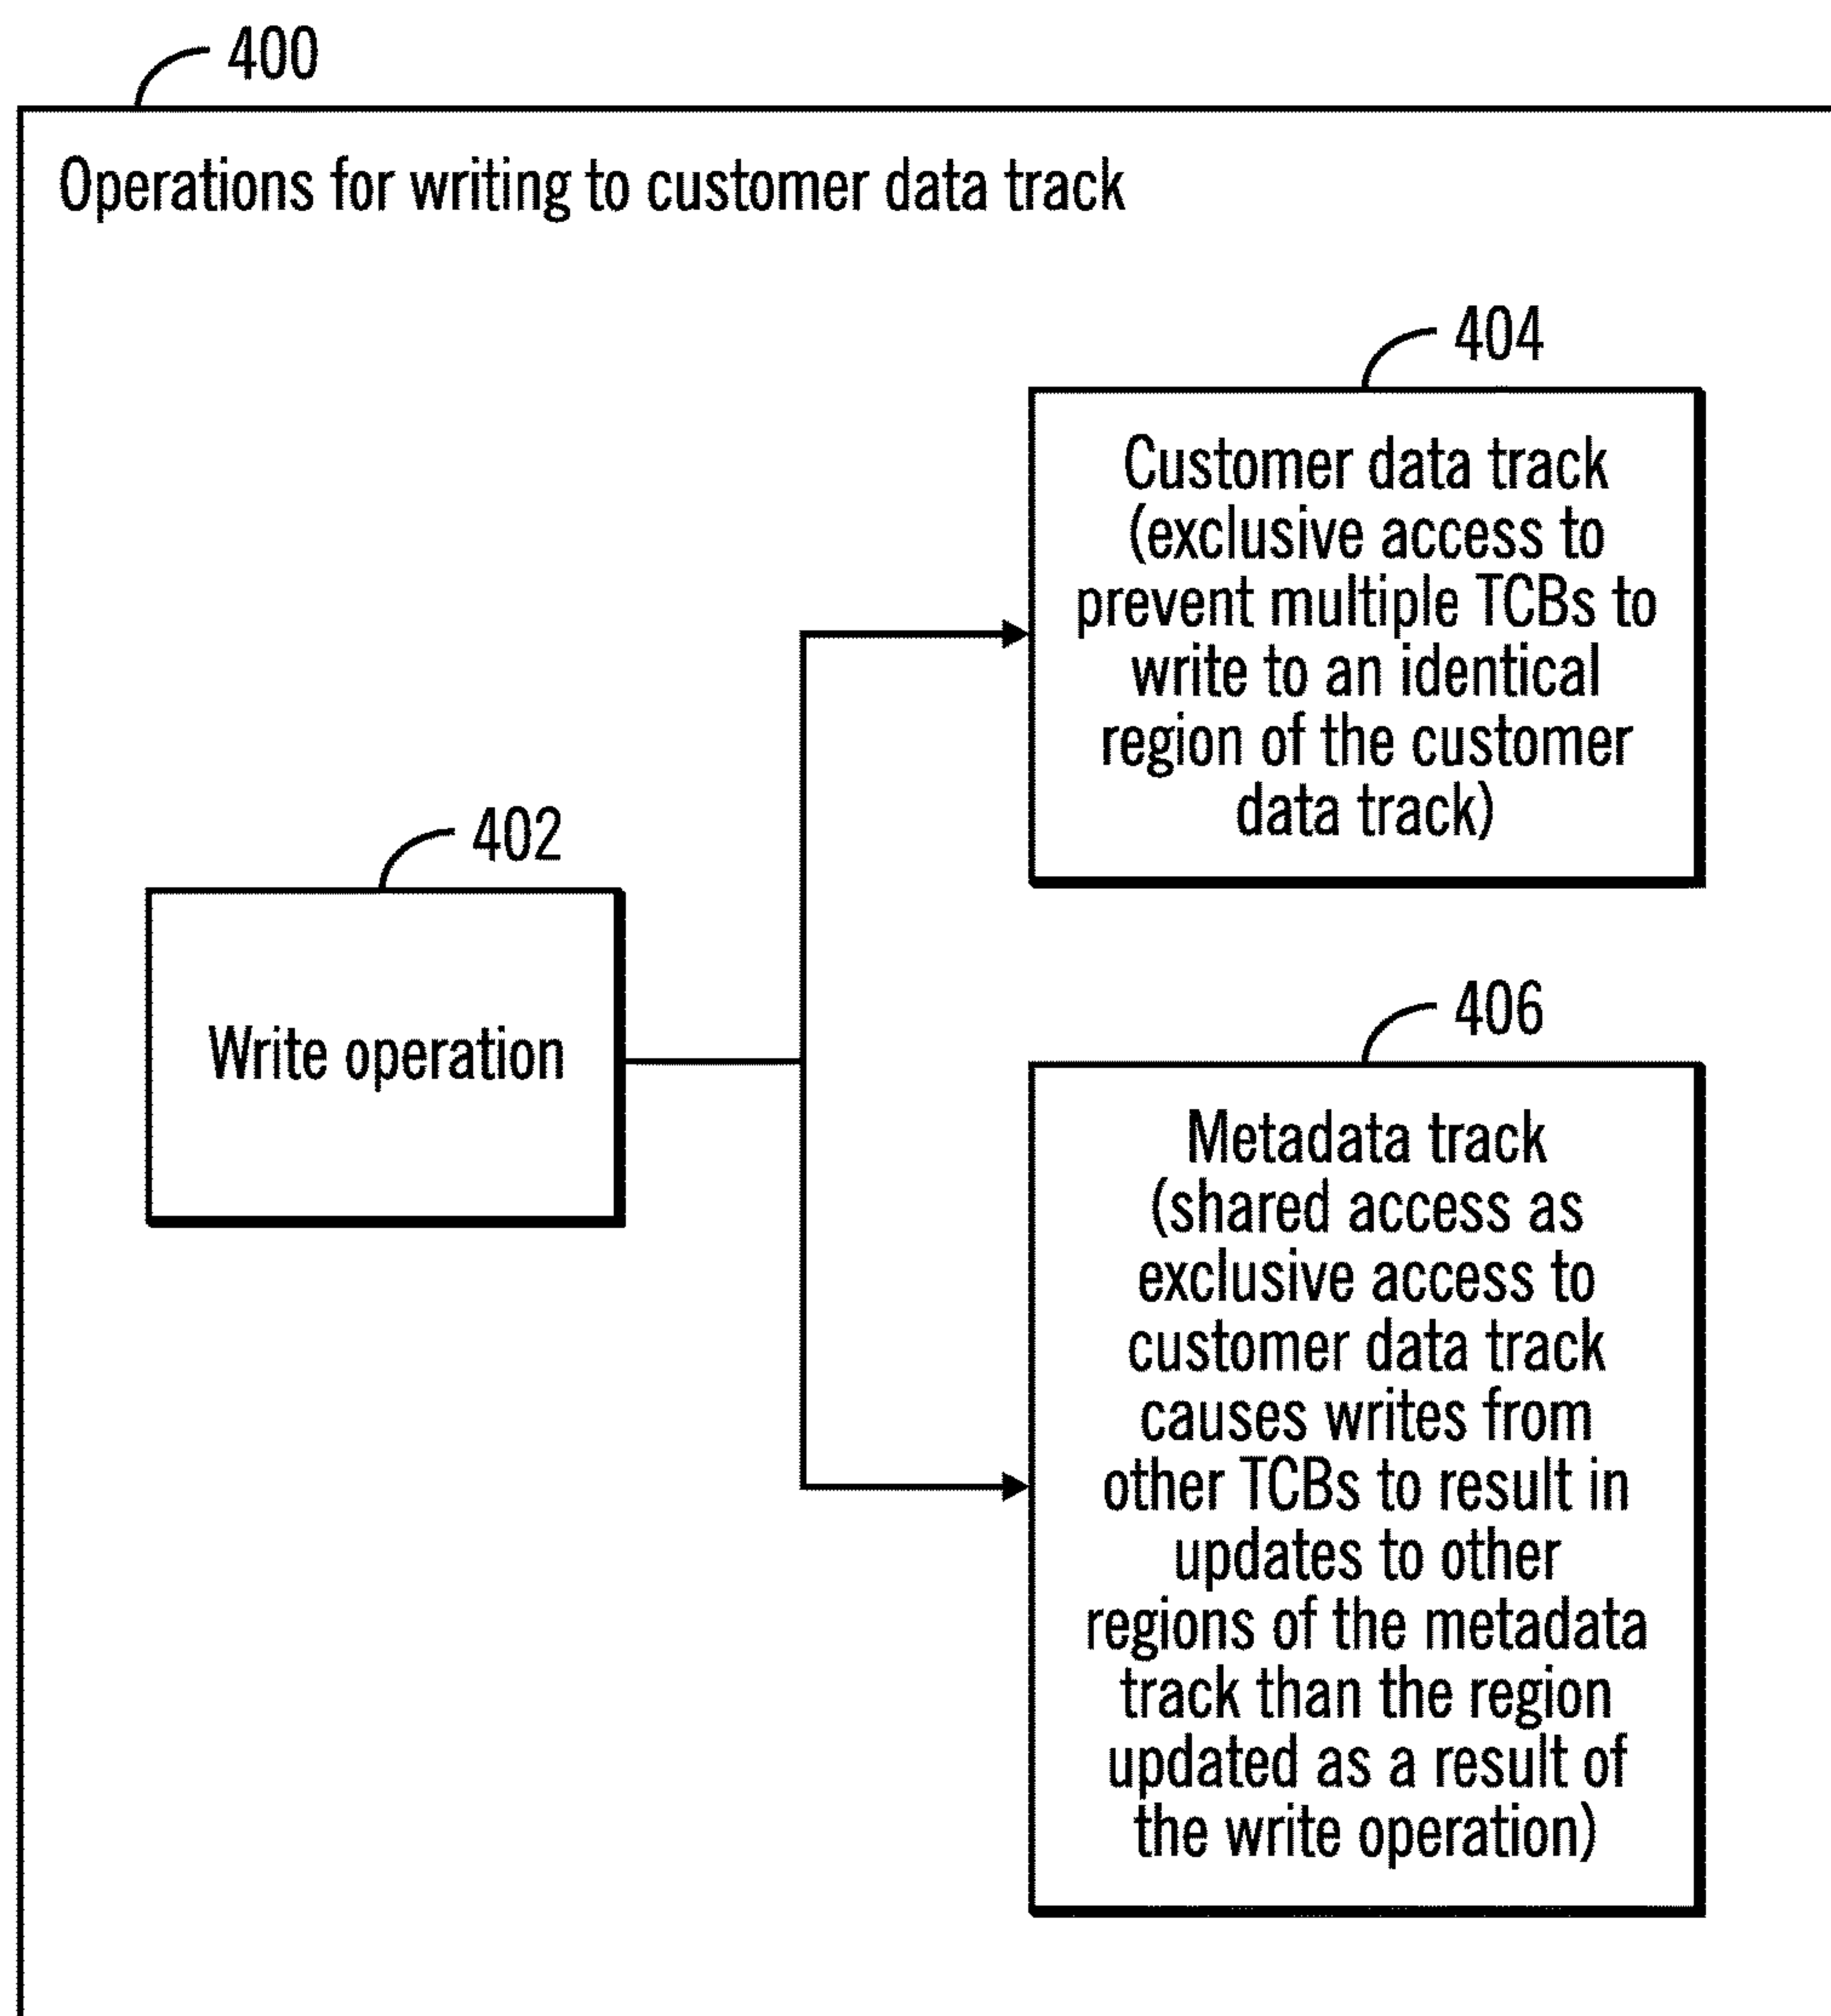 400
Operations for writing to customer data track
404
Customer data track
(exclusive access to
prevent multiple TCBs to
write to an identical
region of the customer
data track)
402
Write operation
406
Metadata track
(shared access as
exclusive access to
customer data track
causes writes from
other TCBs to result in
updates to other
regions of the metadata
track than the region
updated as a result of
the write operation)